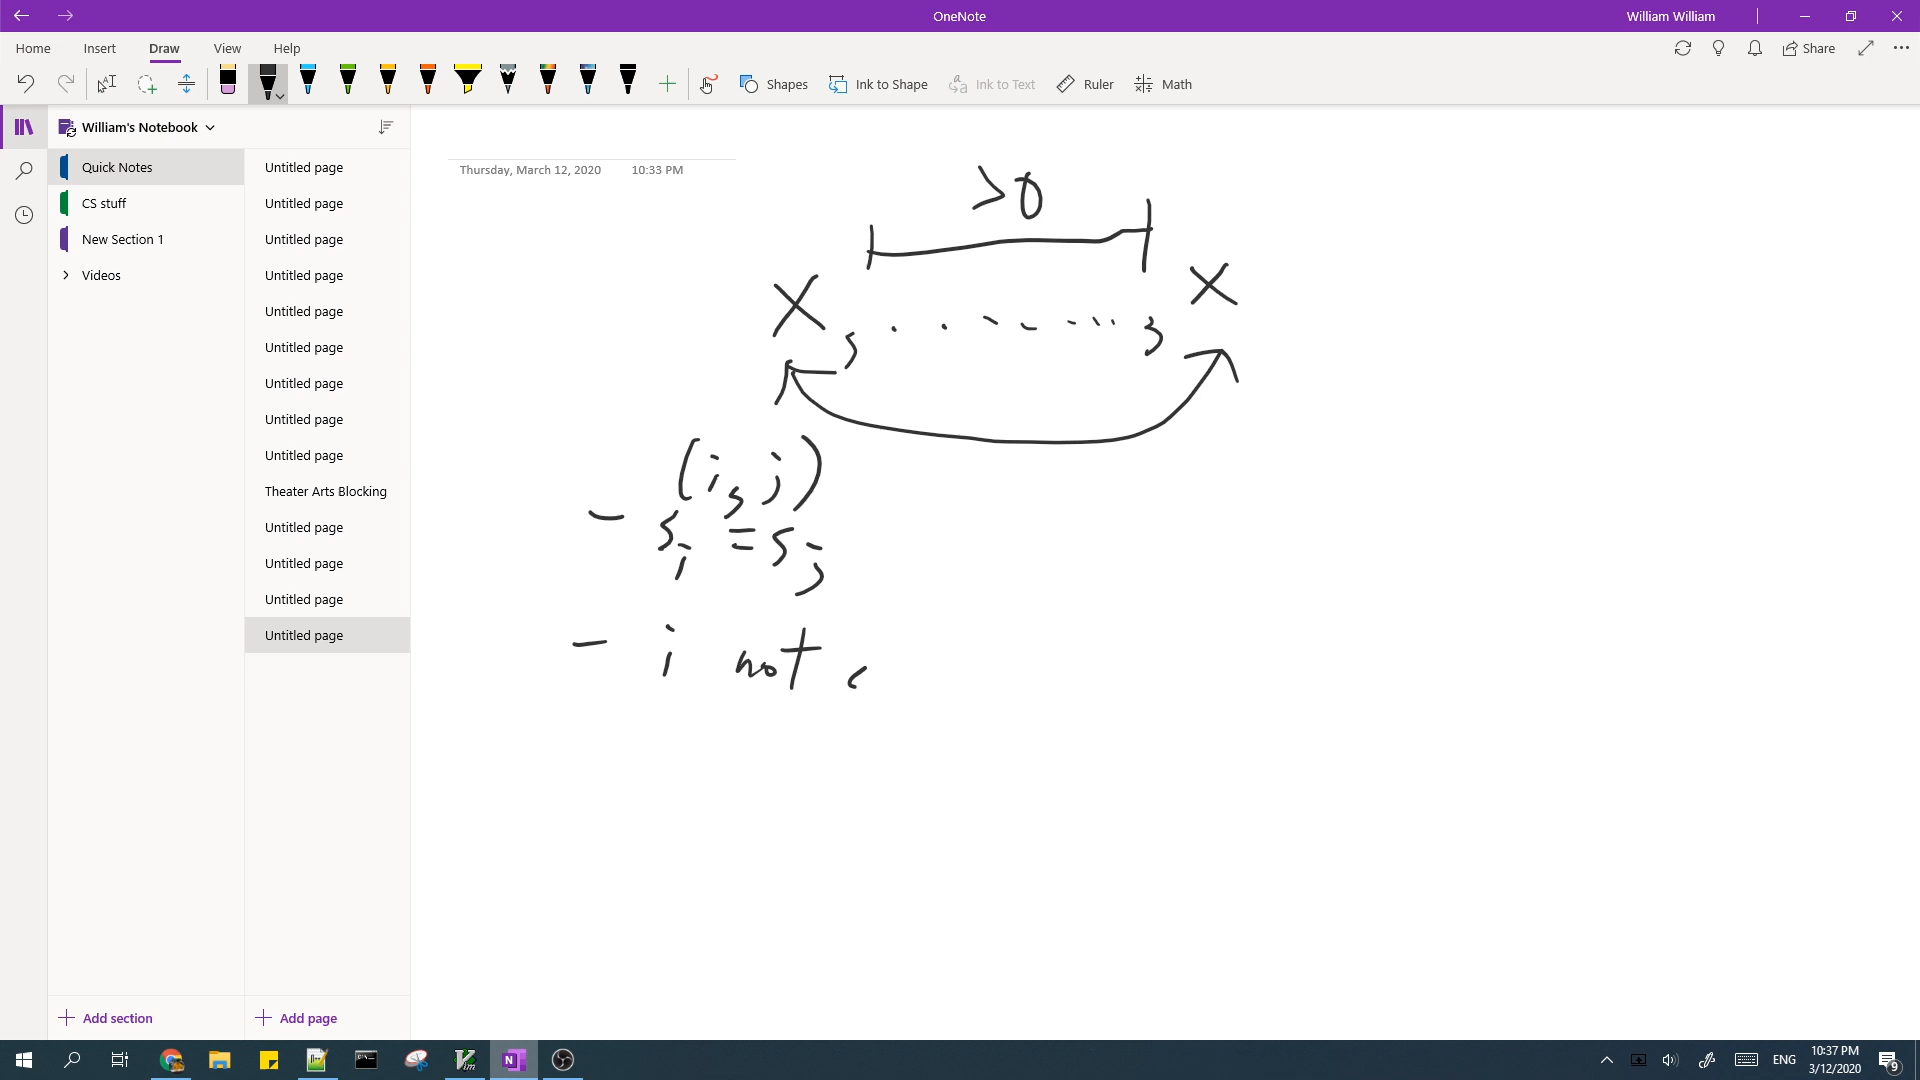 OneNote
William William
Home Insert Draw View Help
Share
Shapes Ink to Shape Ink to Text Ruler Math
William's Notebook
Quick Notes
CS stuff
New Section 1
Videos
Untitled page
Untitled page
Untitled page
Untitled page
Untitled page
Untitled page
Untitled page
Untitled page
Untitled page
Theater Arts Blocking
Untitled page
Untitled page
Untitled page
Untitled page
Add section
Add page
Thursday, March 12, 2020 10:33 PM
>0
X, ......., X
(i, j)
- si = sj
- i not
ENG
10:37 PM
3/12/2020
9